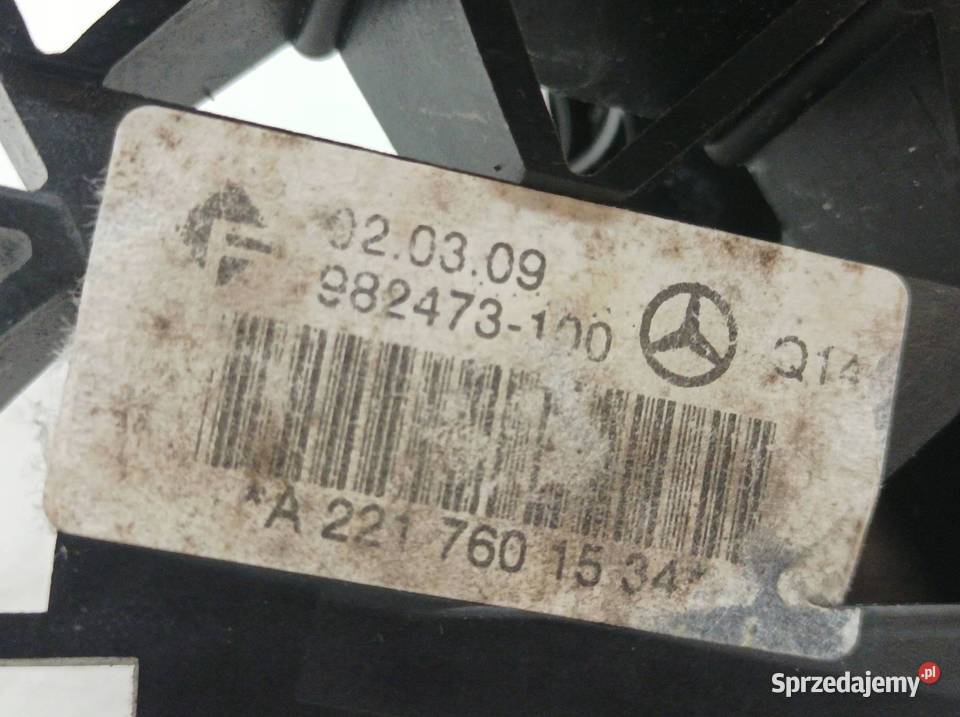 02.03.09
982473-100
Q14
*A 221 760 15 34*
Sprzedajemy.pl